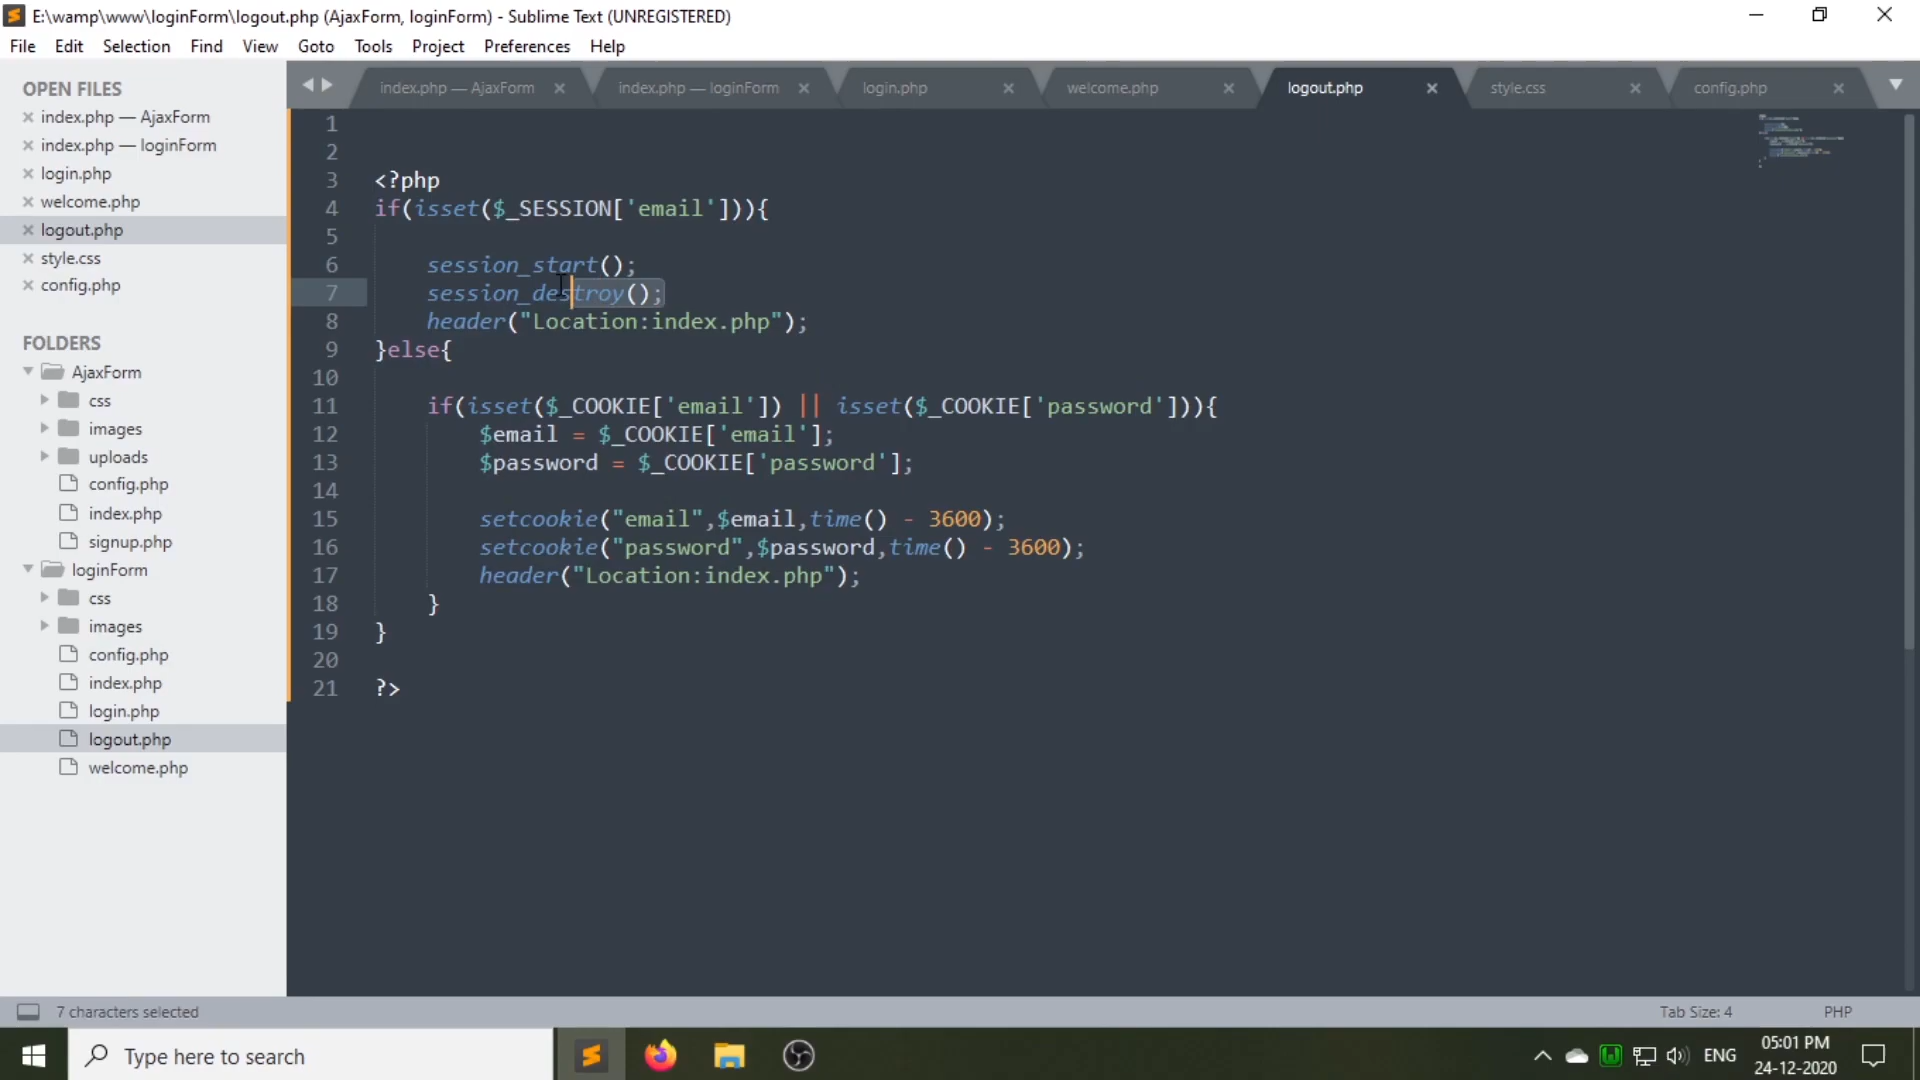 E:\wamp\www\loginForm\logout.php (AjaxForm, loginForm) - Sublime Text (UNREGISTERED)
File Edit Selection Find View Goto Tools Project Preferences Help
OPEN FILES
index.php — AjaxForm
index.php — loginForm
login.php
welcome.php
logout.php
style.css
config.php
FOLDERS
AjaxForm
css
images
uploads
config.php
index.php
signup.php
loginForm
css
images
config.php
index.php
login.php
logout.php
welcome.php
index.php — AjaxForm index.php — loginForm login.php welcome.php logout.php style.css config.php
1
2
3 <?php
4 if(isset($_SESSION['email'])){
5
6 session_start();
7 session_destroy();
8 header("Location:index.php");
9 }else{
10
11 if(isset($_COOKIE['email']) || isset($_COOKIE['password'])){
12 $email = $_COOKIE['email'];
13 $password = $_COOKIE['password'];
14
15 setcookie("email",$email,time() - 3600);
16 setcookie("password",$password,time() - 3600);
17 header("Location:index.php");
18 }
19 }
20
21 ?>
7 characters selected Tab Size: 4 PHP
Type here to search ENG 05:01 PM
24-12-2020